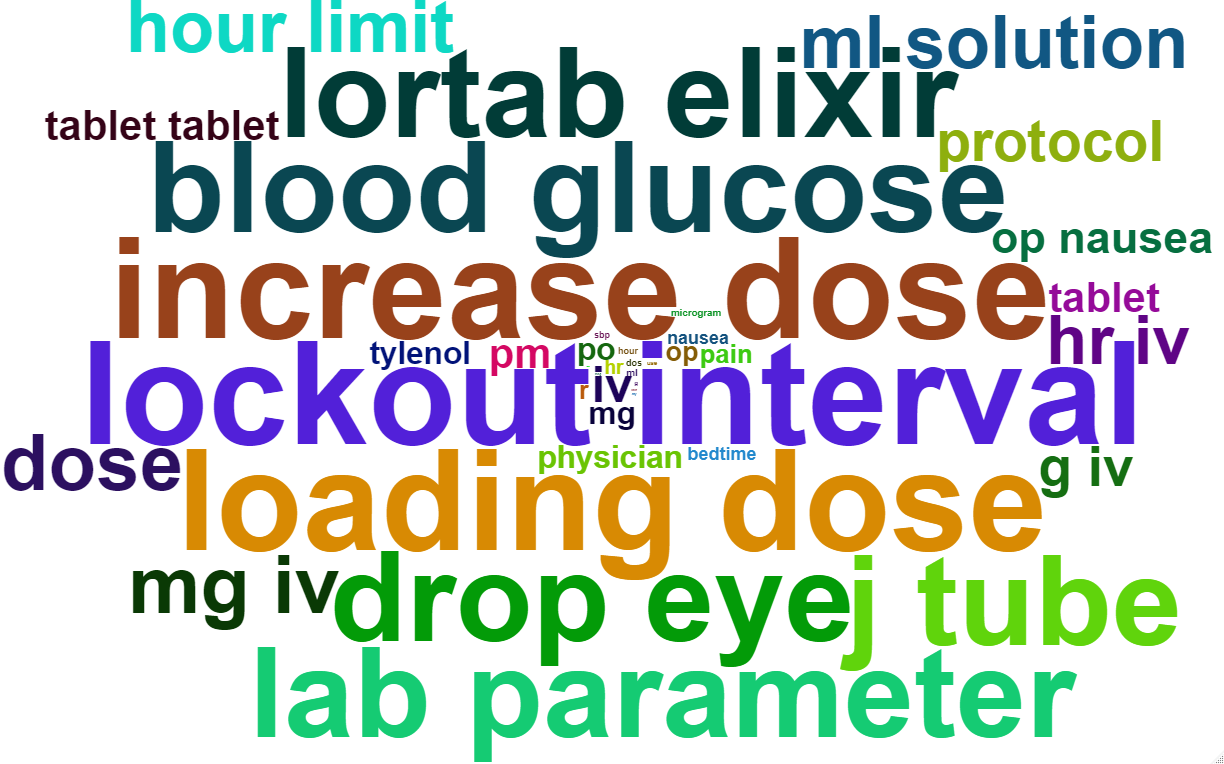 hour limit
ml solution
lortab elixir
tablet tablet
protocol
blood glucose
op nausea
increase dose
tablet
microgram
hr iv
sbp
nausea
tylenol
pm
po
hour
op
pain
hr
dos
ml
r
iv
mg
lockout interval
physician
bedtime
dose
g iv
loading dose
mg iv
drop eye
j tube
lab parameter